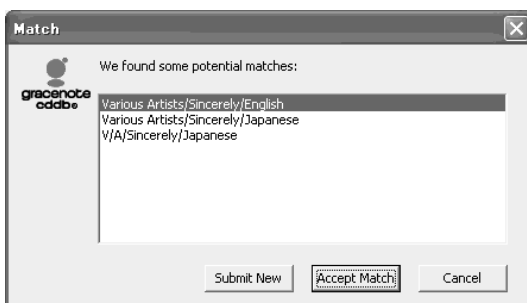 Match
We found some potential matches:
gracenote
cddb®
Various Artists/Sincerely/English
Various Artists/Sincerely/Japanese
V/A/Sincerely/Japanese
Submit New
Accept Match
Cancel